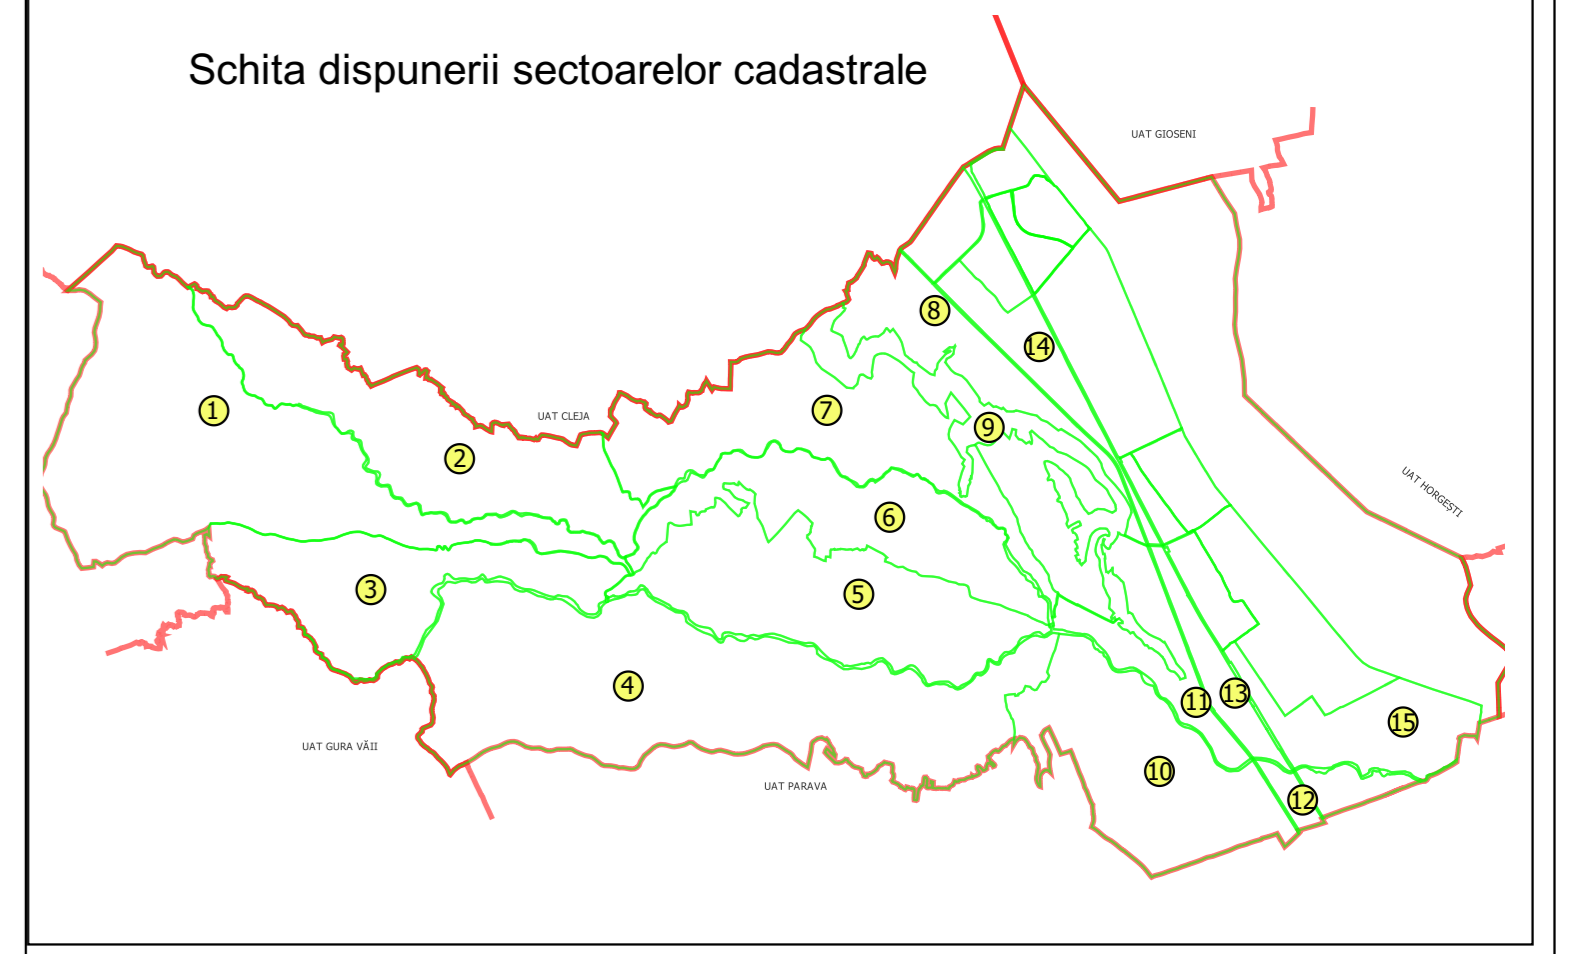 Schita dispunerii sectoarelor cadastrale
UAT GIOSENI
8
14
1
7
UAT CLEJA
9
2
UAT HORGEȘTI
6
3
5
4
13
11
15
UAT GURA VĂII
10
UAT PARAVA
12